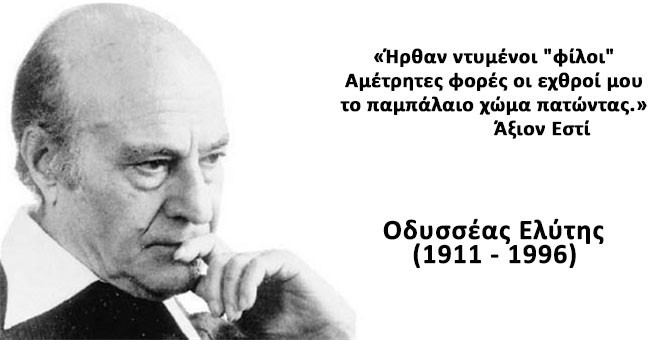 «Ήρθαν ντυμένοι "φίλοι"
Αμέτρητες φορές οι εχθροί μου
το παμπάλαιο χώμα πατώντας.»
Άξιον Εστί
Οδυσσέας Ελύτης
(1911 - 1996)